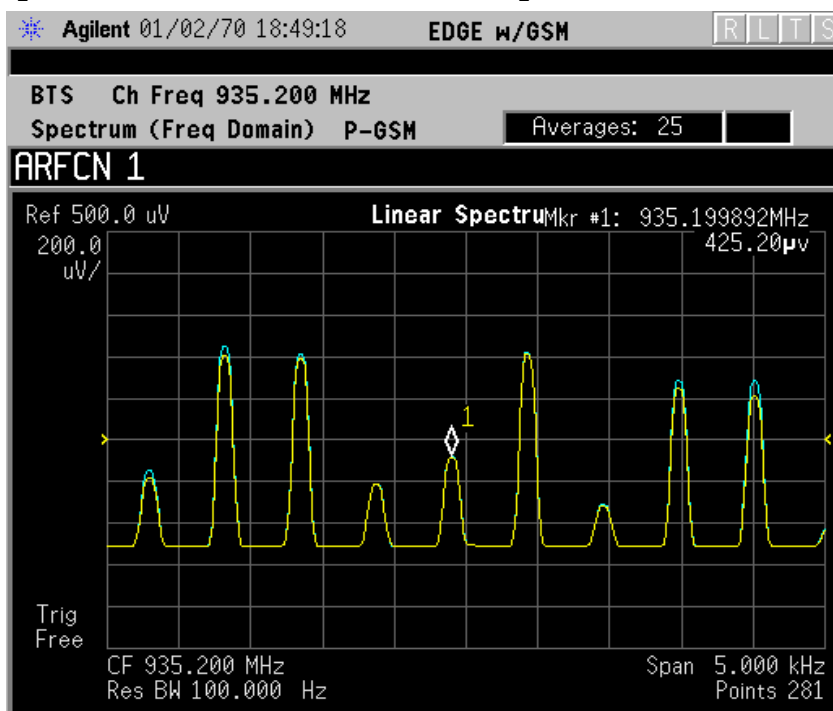 Agilent 01/02/70 18:49:18 EDGE w/GSM R L T S
BTS Ch Freq 935.200 MHz
Spectrum (Freq Domain) P-GSM Averages: 25
ARFCN 1
Ref 500.0 uV Linear Spectru Mkr #1: 935.199892MHz
200.0 425.20µv
uV/
1
Trig
Free
CF 935.200 MHz Span 5.000 kHz
Res BW 100.000 Hz Points 281